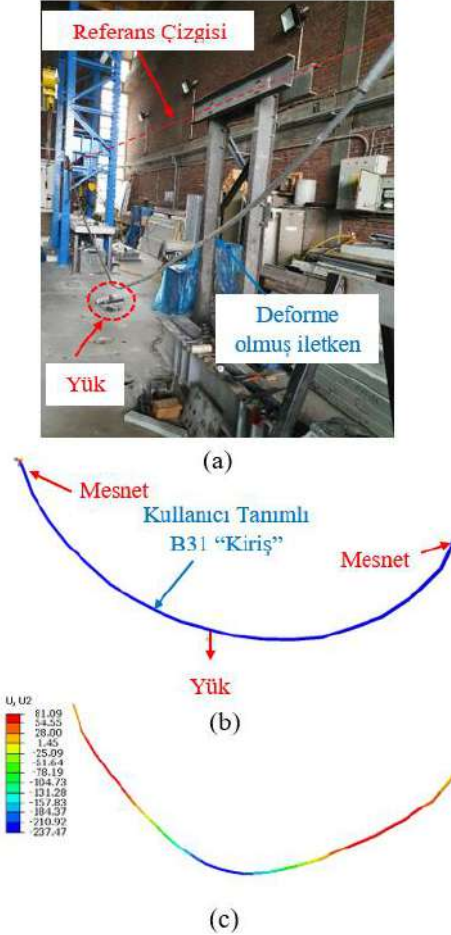 Referans Çizgisi
Deforme
olmuş iletken
Yük
(a)
Mesnet
Kullanıcı Tanımlı
B31 “Kiriş”
Mesnet
Yük
(b)
U, U2
81.09
54.55
28.00
1.45
-25.09
-51.64
-78.19
-104.73
-131.28
-157.83
-184.37
-210.92
-237.47
(c)